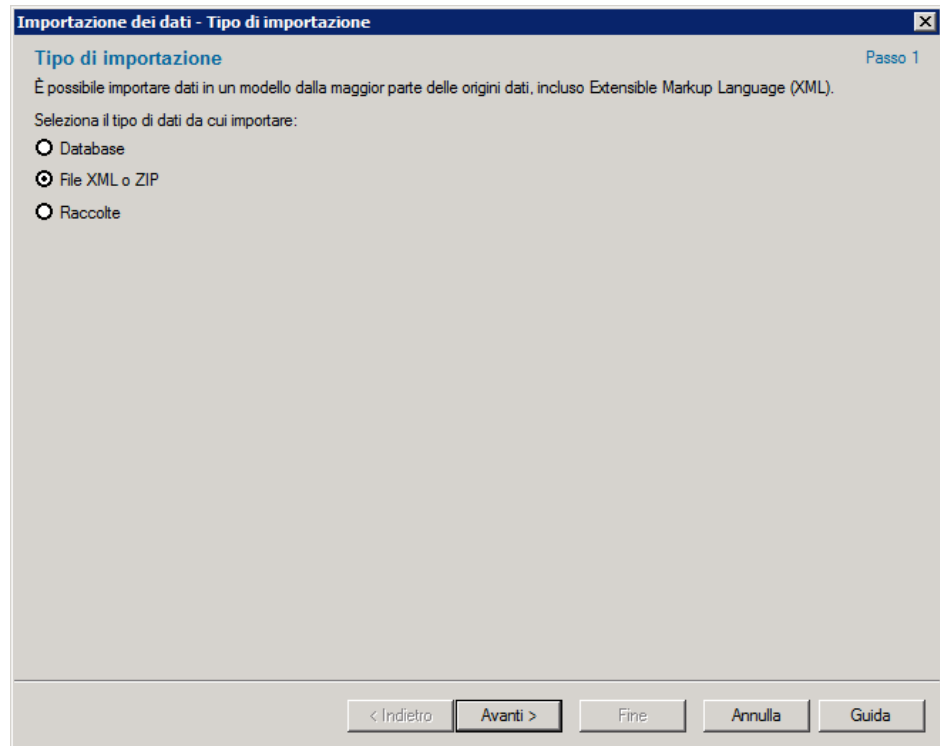 Importazione dei dati - Tipo di importazione
Tipo di importazione
Passo 1
È possibile importare dati in un modello dalla maggior parte delle origini dati, incluso Extensible Markup Language (XML).
Seleziona il tipo di dati da cui importare:
Database
File XML o ZIP
Raccolte
< Indietro
Avanti >
Fine
Annulla
Guida